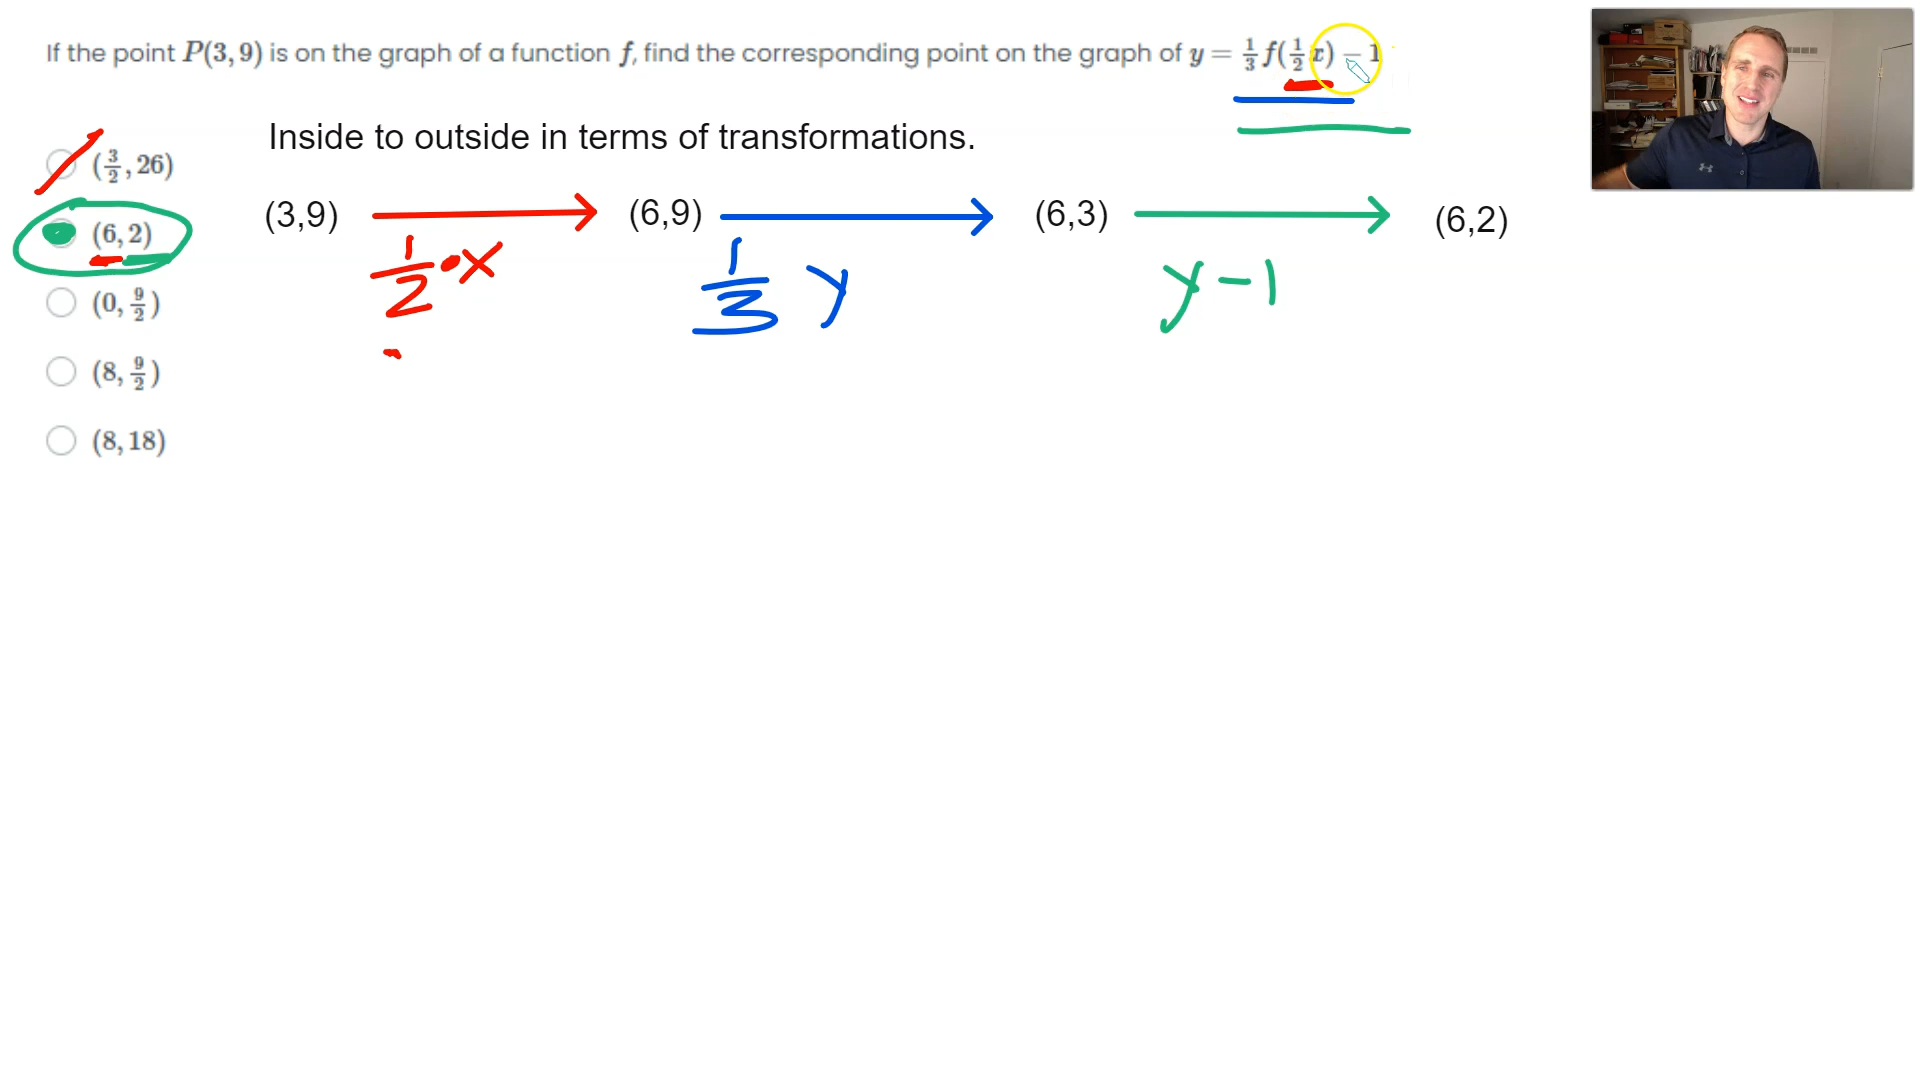 If the point P(3, 9) is on the graph of a function f, find the corresponding point on the graph of y = 1/3 f(1/2 x) − 1
Inside to outside in terms of transformations.
(3/2, 26)
(6, 2)
(0, 9/2)
(8, 9/2)
(8, 18)
(3,9) (6,9) (6,3) (6,2)
1/2 • x 1/3 y y - 1